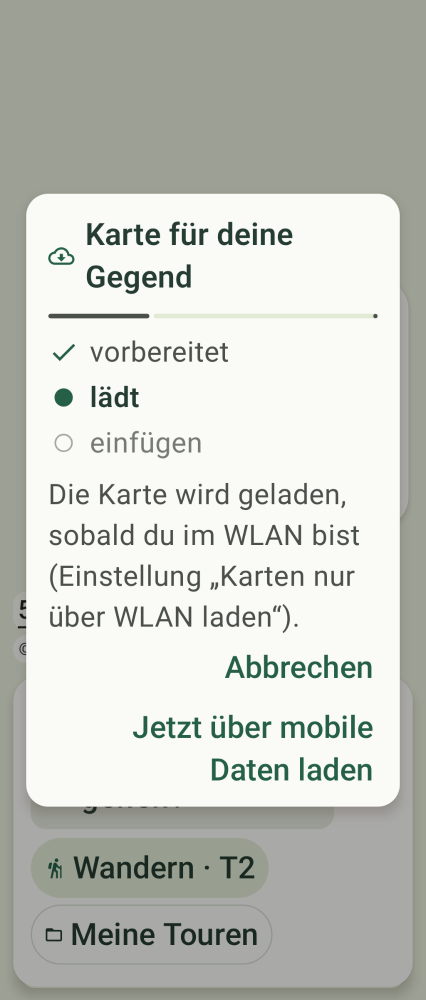 Karte für deine
Gegend
vorbereitet
lädt
einfügen
Die Karte wird geladen,
sobald du im WLAN bist
(Einstellung „Karten nur
über WLAN laden“).
Abbrechen
Jetzt über mobile
Daten laden
Wandern · T2
Meine Touren